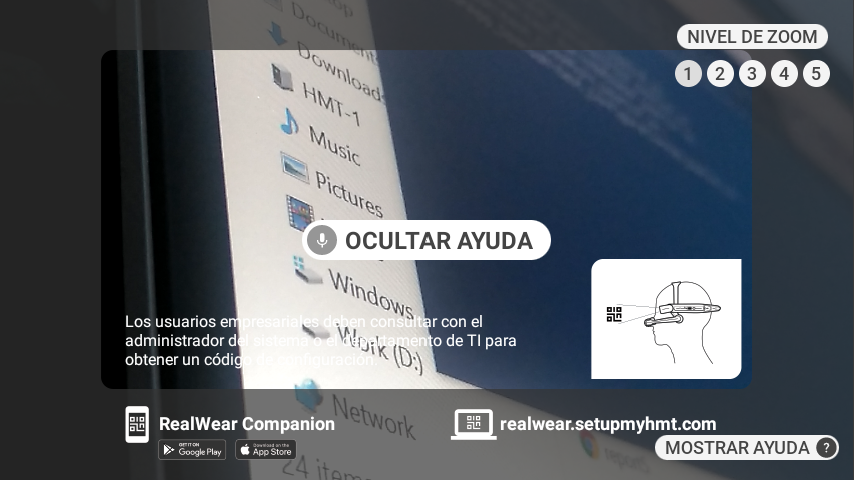 Documents
Downloads
HMT-1
Music
Pictures
Windows
Work (D:)
Network
24 items
NIVEL DE ZOOM
1 2 3 4 5
OCULTAR AYUDA
Los usuarios empresariales deben consultar con el
administrador del sistema o el departamento de TI para
obtener un código de configuración.
RealWear Companion
GET IT ON
Google Play
Download on the
App Store
realwear.setupmyhmt.com
MOSTRAR AYUDA ?